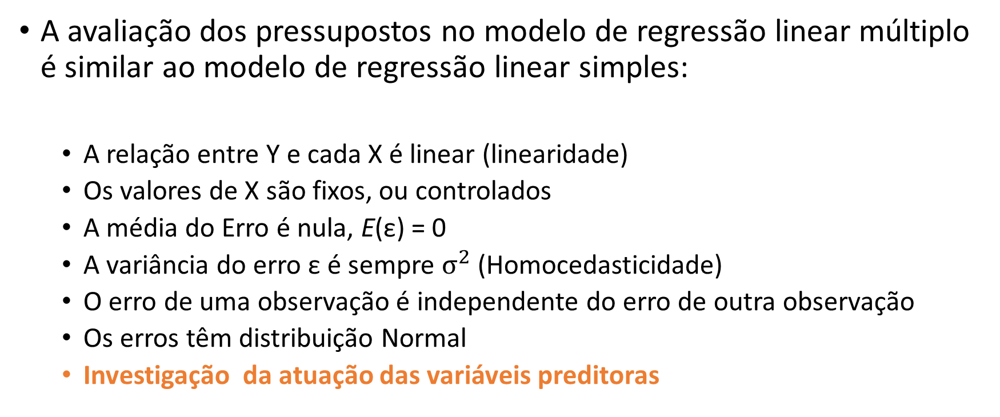 • A avaliação dos pressupostos no modelo de regressão linear múltiplo
é similar ao modelo de regressão linear simples:
• A relação entre Y e cada X é linear (linearidade)
• Os valores de X são fixos, ou controlados
• A média do Erro é nula, E(ε) = 0
• A variância do erro ε é sempre σ² (Homocedasticidade)
• O erro de uma observação é independente do erro de outra observação
• Os erros têm distribuição Normal
• Investigação  da atuação das variáveis preditoras